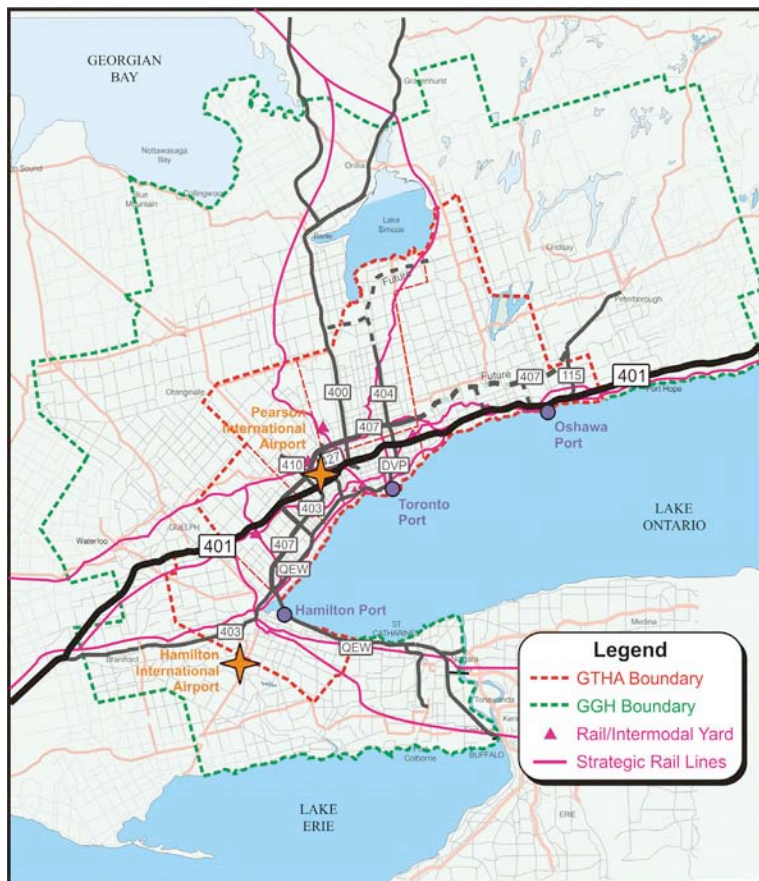 GEORGIAN
BAY
Gravenhurst
Nottawasaga
Bay
Orillia
Blue
Mountain
Collingwood
Barrie
Lake
Simcoe
Lindsay
Future
Peterborough
Orangeville
400
404
Future
407
115
401
Port Hope
Pearson
International
Airport
407
Oshawa
Port
410
427
DVP
Toronto
Port
403
LAKE
ONTARIO
Waterloo
GUELPH
401
407
QEW
Hamilton Port
403
ST
Medina
QEW
Brantford
Hamilton
International
Airport
Colborne
BUFFALO
LAKE
ERIE
ERIE
Legend
GTHA Boundary
GGH Boundary
Rail/Intermodal Yard
Strategic Rail Lines